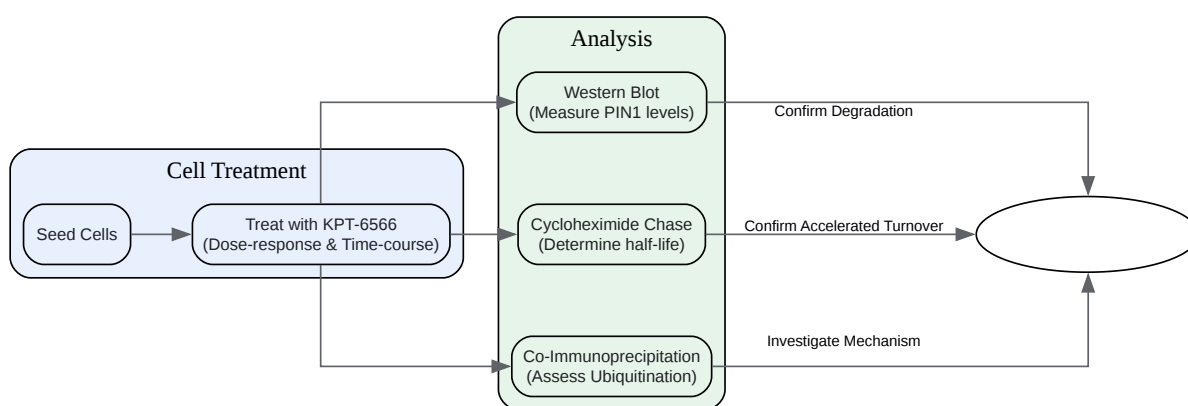 Analysis
Western Blot
(Measure PIN1 levels)
Confirm Degradation
Cell Treatment
Seed Cells
Treat with KPT-6566
(Dose-response & Time-course)
Cycloheximide Chase
(Determine half-life)
Confirm Accelerated Turnover
Co-Immunoprecipitation
(Assess Ubiquitination)
Investigate Mechanism